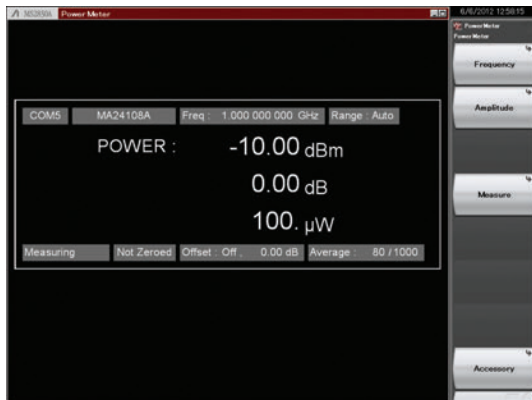 MS2850A Power Meter 6/6/2012 12:58:15
Power Meter
Power Meter
Frequency
Amplitude
COM5 MA24108A Freq : 1.000 000 000 GHz Range : Auto
POWER : -10.00 dBm
0.00 dB
100. µW
Measure
Measuring Not Zeroed Offset : Off , 0.00 dB Average : 80 / 1000
Accessory